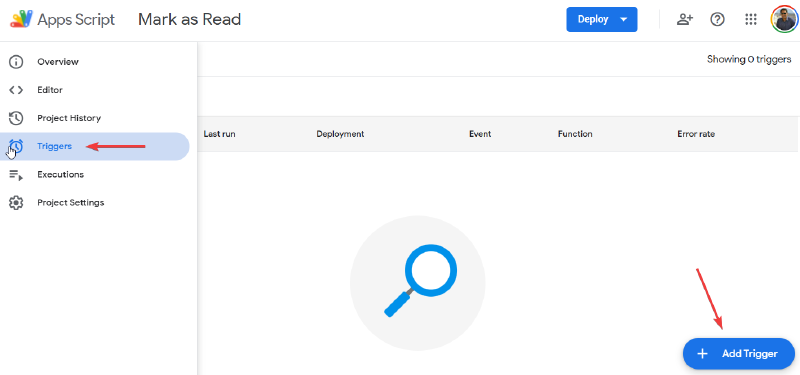 Apps Script Mark as Read Deploy
Overview
Showing 0 triggers
Editor
Project History
Last run Deployment Event Function Error rate
Triggers
Executions
Project Settings
Add Trigger